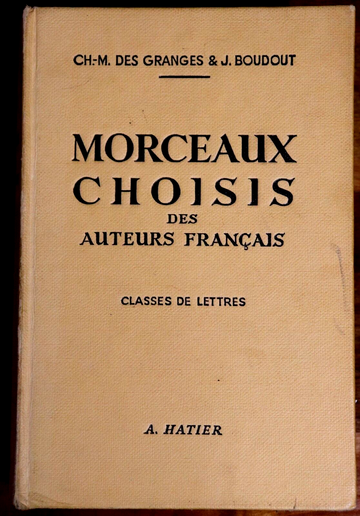 CH.-M. DES GRANGES & J. BOUDOUT
MORCEAUX
CHOISIS
DES
AUTEURS FRANÇAIS
CLASSES DE LETTRES
A. HATIER